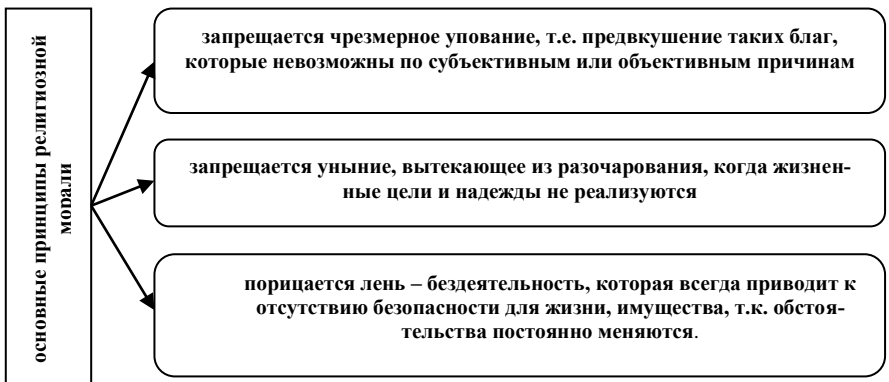 основные принципы религиозной
морали
запрещается чрезмерное упование, т.е. предвкушение таких благ,
которые невозможны по субъективным или объективным причинам
запрещается уныние, вытекающее из разочарования, когда жизнен-
ные цели и надежды не реализуются
порицается лень – бездеятельность, которая всегда приводит к
отсутствию безопасности для жизни, имущества, т.к. обстоя-
тельства постоянно меняются.